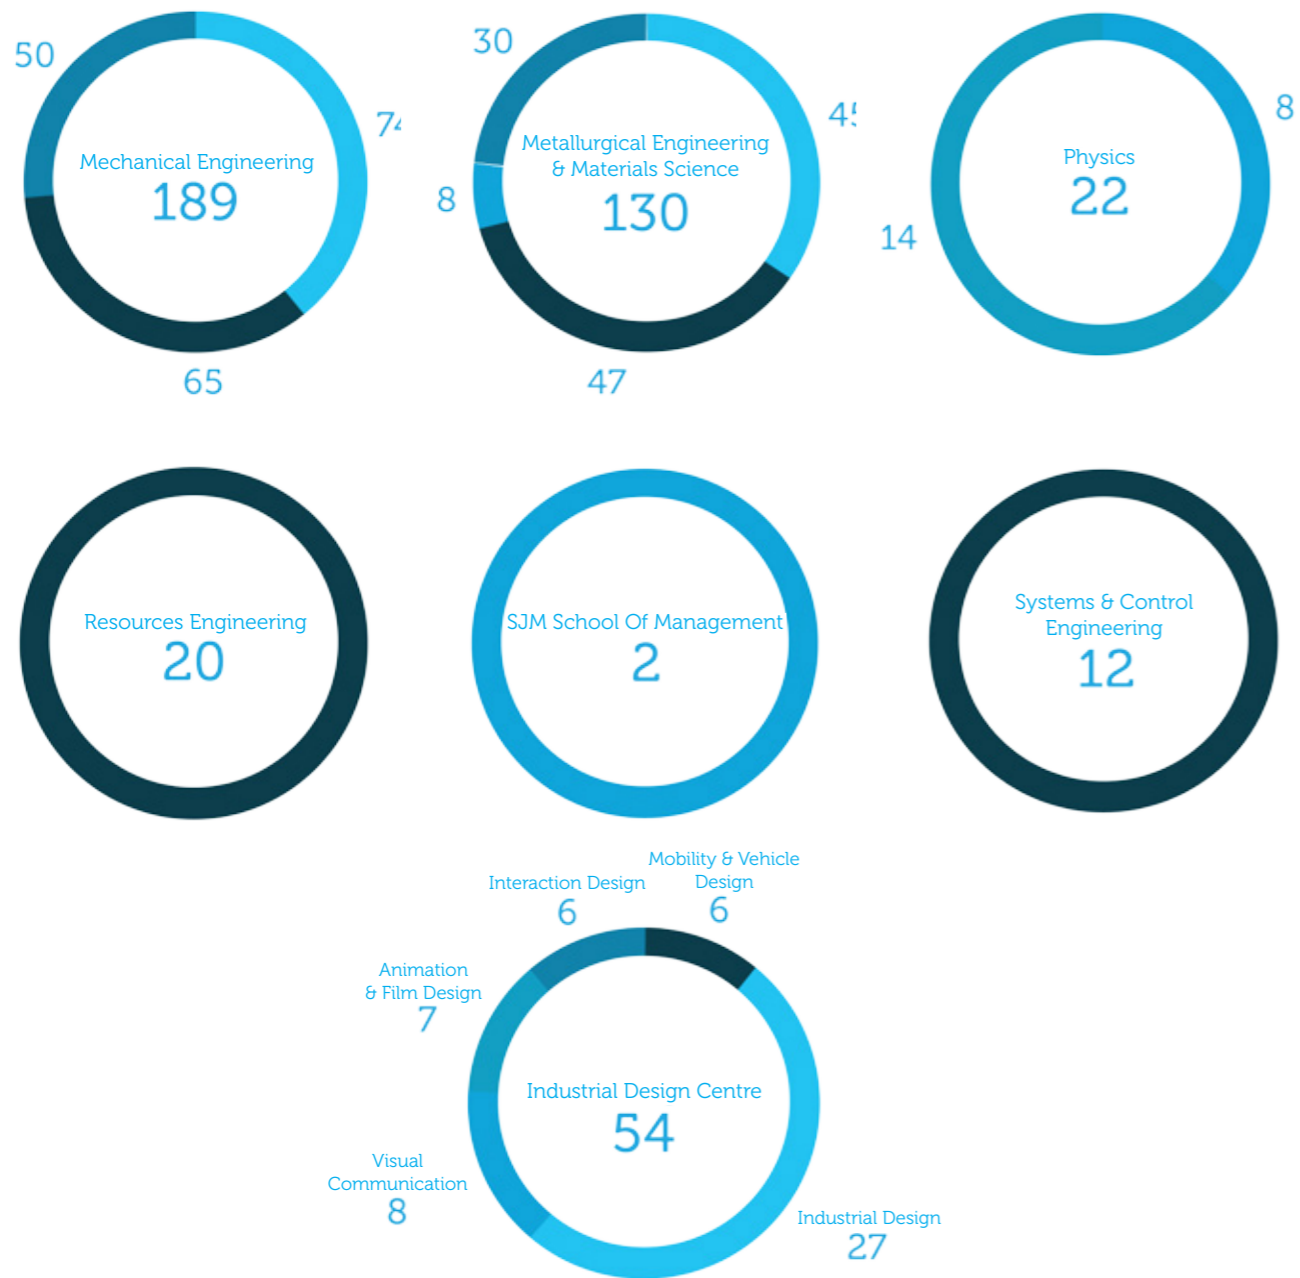 50
74
Mechanical Engineering
189
65
30
45
Metallurgical Engineering
& Materials Science
130
8
47
8
Physics
22
14
Resources Engineering
20
SJM School Of Management
2
Systems & Control
Engineering
12
Mobility & Vehicle
Design
6
Interaction Design
6
Animation
& Film Design
7
Industrial Design Centre
54
Visual
Communication
8
Industrial Design
27